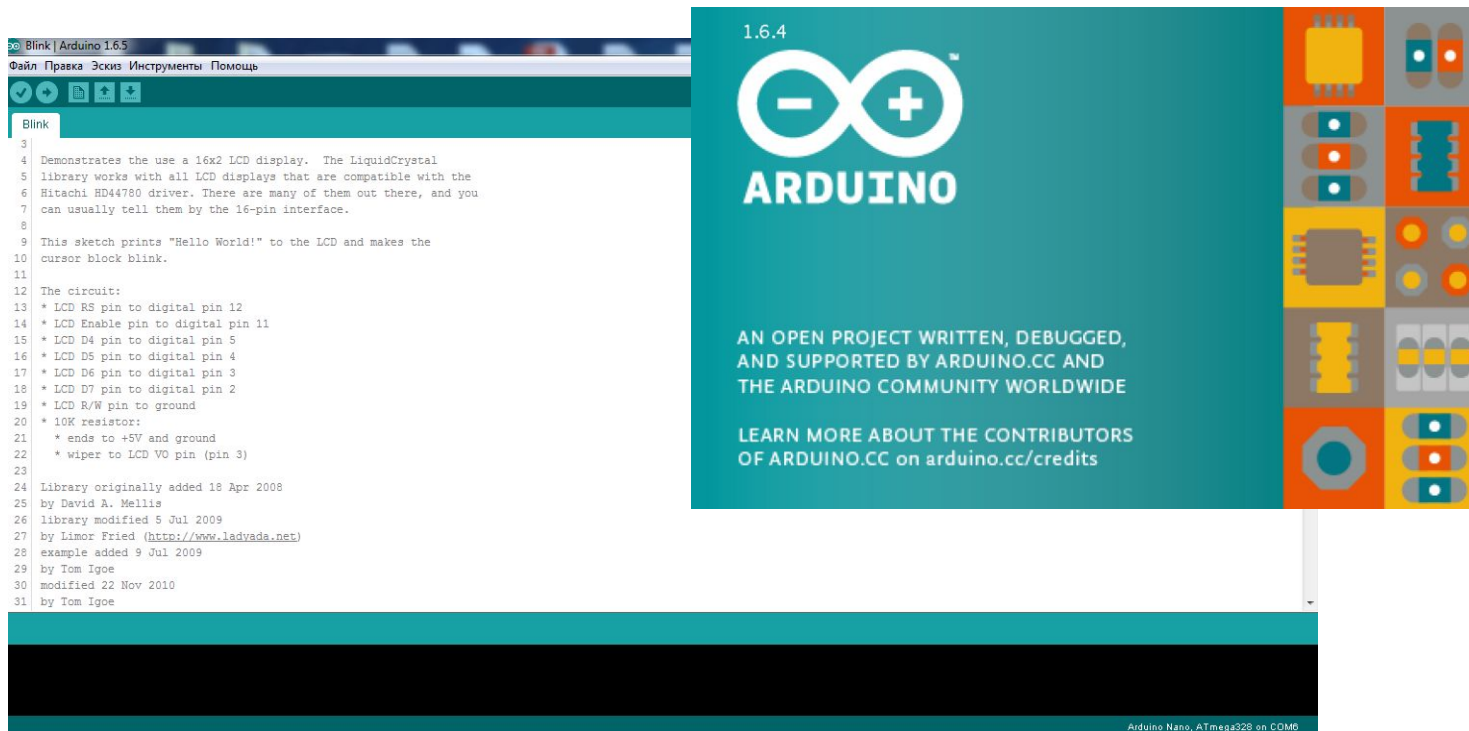 Blink | Arduino 1.6.5
Файл Правка Эскиз Инструменты Помощь
Blink
3
4 Demonstrates the use a 16x2 LCD display. The LiquidCrystal
5 library works with all LCD displays that are compatible with the
6 Hitachi HD44780 driver. There are many of them out there, and you
7 can usually tell them by the 16-pin interface.
8
9 This sketch prints "Hello World!" to the LCD and makes the
10 cursor block blink.
11
12 The circuit:
13 * LCD RS pin to digital pin 12
14 * LCD Enable pin to digital pin 11
15 * LCD D4 pin to digital pin 5
16 * LCD D5 pin to digital pin 4
17 * LCD D6 pin to digital pin 3
18 * LCD D7 pin to digital pin 2
19 * LCD R/W pin to ground
20 * 10K resistor:
21 * ends to +5V and ground
22 * wiper to LCD VO pin (pin 3)
23
24 Library originally added 18 Apr 2008
25 by David A. Mellis
26 library modified 5 Jul 2009
27 by Limor Fried (http://www.ladyada.net)
28 example added 9 Jul 2009
29 by Tom Igoe
30 modified 22 Nov 2010
31 by Tom Igoe
Arduino Nano, ATmega328 on COM6
1.6.4
TM
ARDUINO
AN OPEN PROJECT WRITTEN, DEBUGGED,
AND SUPPORTED BY ARDUINO.CC AND
THE ARDUINO COMMUNITY WORLDWIDE
LEARN MORE ABOUT THE CONTRIBUTORS
OF ARDUINO.CC on arduino.cc/credits